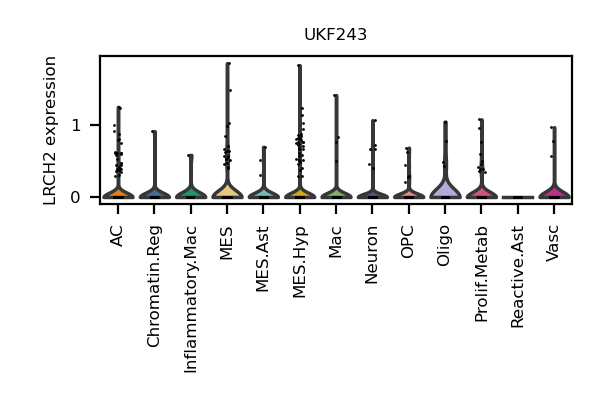 UKF243
LRCH2 expression
1
0
AC
Chromatin.Reg
Inflammatory.Mac
MES
MES.Ast
MES.Hyp
Mac
Neuron
OPC
Oligo
Prolif.Metab
Reactive.Ast
Vasc